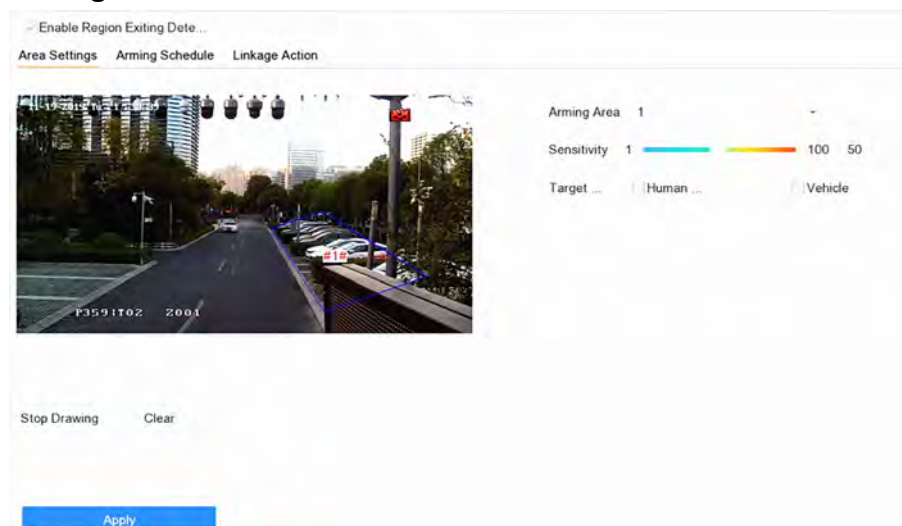 Enable Region Exiting Dete...
Area Settings Arming Schedule Linkage Action
Arming Area 1
Sensitivity 1 100 50
Target ... Human ... Vehicle
#1#
Z001
Stop Drawing Clear
Apply